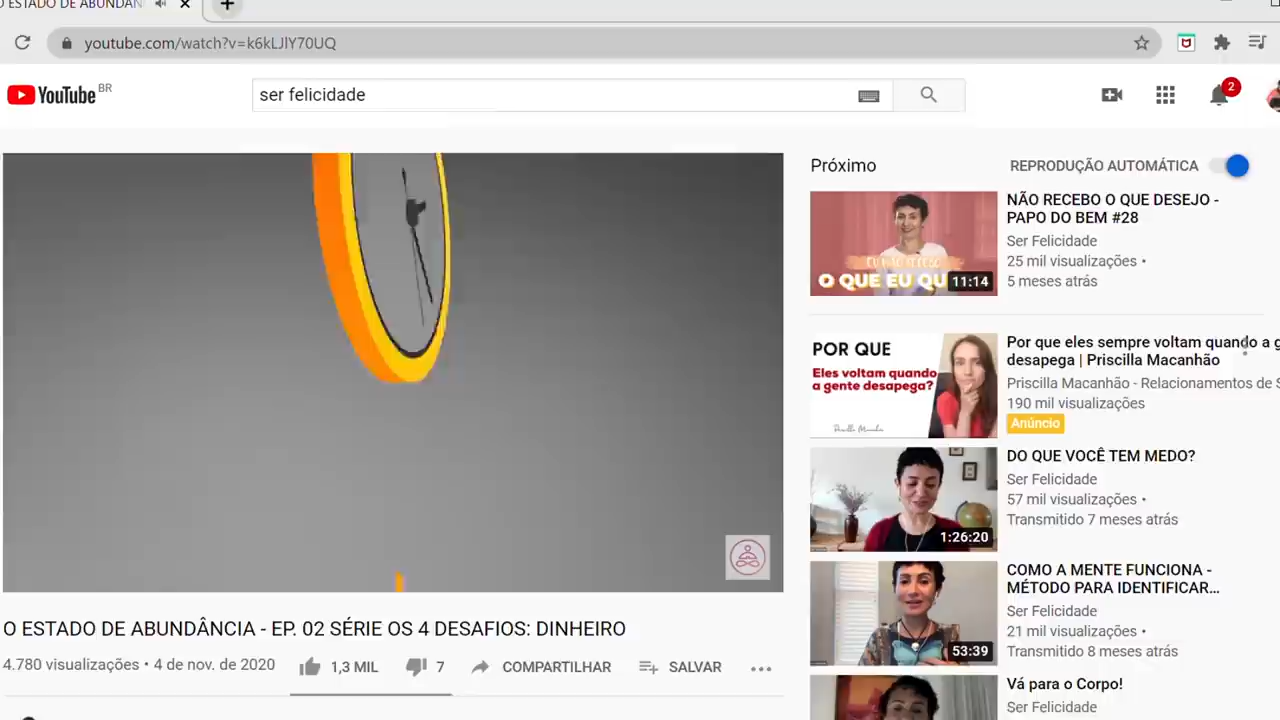 O ESTADO DE ABUNDAN
youtube.com/watch?v=k6kLJlY70UQ
YouTube BR
ser felicidade
2
Próximo
REPRODUÇÃO AUTOMÁTICA
NÃO RECEBO O QUE DESEJO -
PAPO DO BEM #28
Ser Felicidade
25 mil visualizações •
5 meses atrás
O QUE EU QU
11:14
POR QUE
Eles voltam quando
a gente desapega?
Por que eles sempre voltam quando a g
desapega | Priscilla Macanhão
Priscilla Macanhão - Relacionamentos de S
190 mil visualizações
Anúncio
DO QUE VOCÊ TEM MEDO?
Ser Felicidade
57 mil visualizações •
Transmitido 7 meses atrás
1:26:20
COMO A MENTE FUNCIONA -
MÉTODO PARA IDENTIFICAR...
Ser Felicidade
21 mil visualizações •
Transmitido 8 meses atrás
53:39
Vá para o Corpo!
Ser Felicidade
O ESTADO DE ABUNDÂNCIA - EP. 02 SÉRIE OS 4 DESAFIOS: DINHEIRO
4.780 visualizações • 4 de nov. de 2020
1,3 MIL
7
COMPARTILHAR
SALVAR